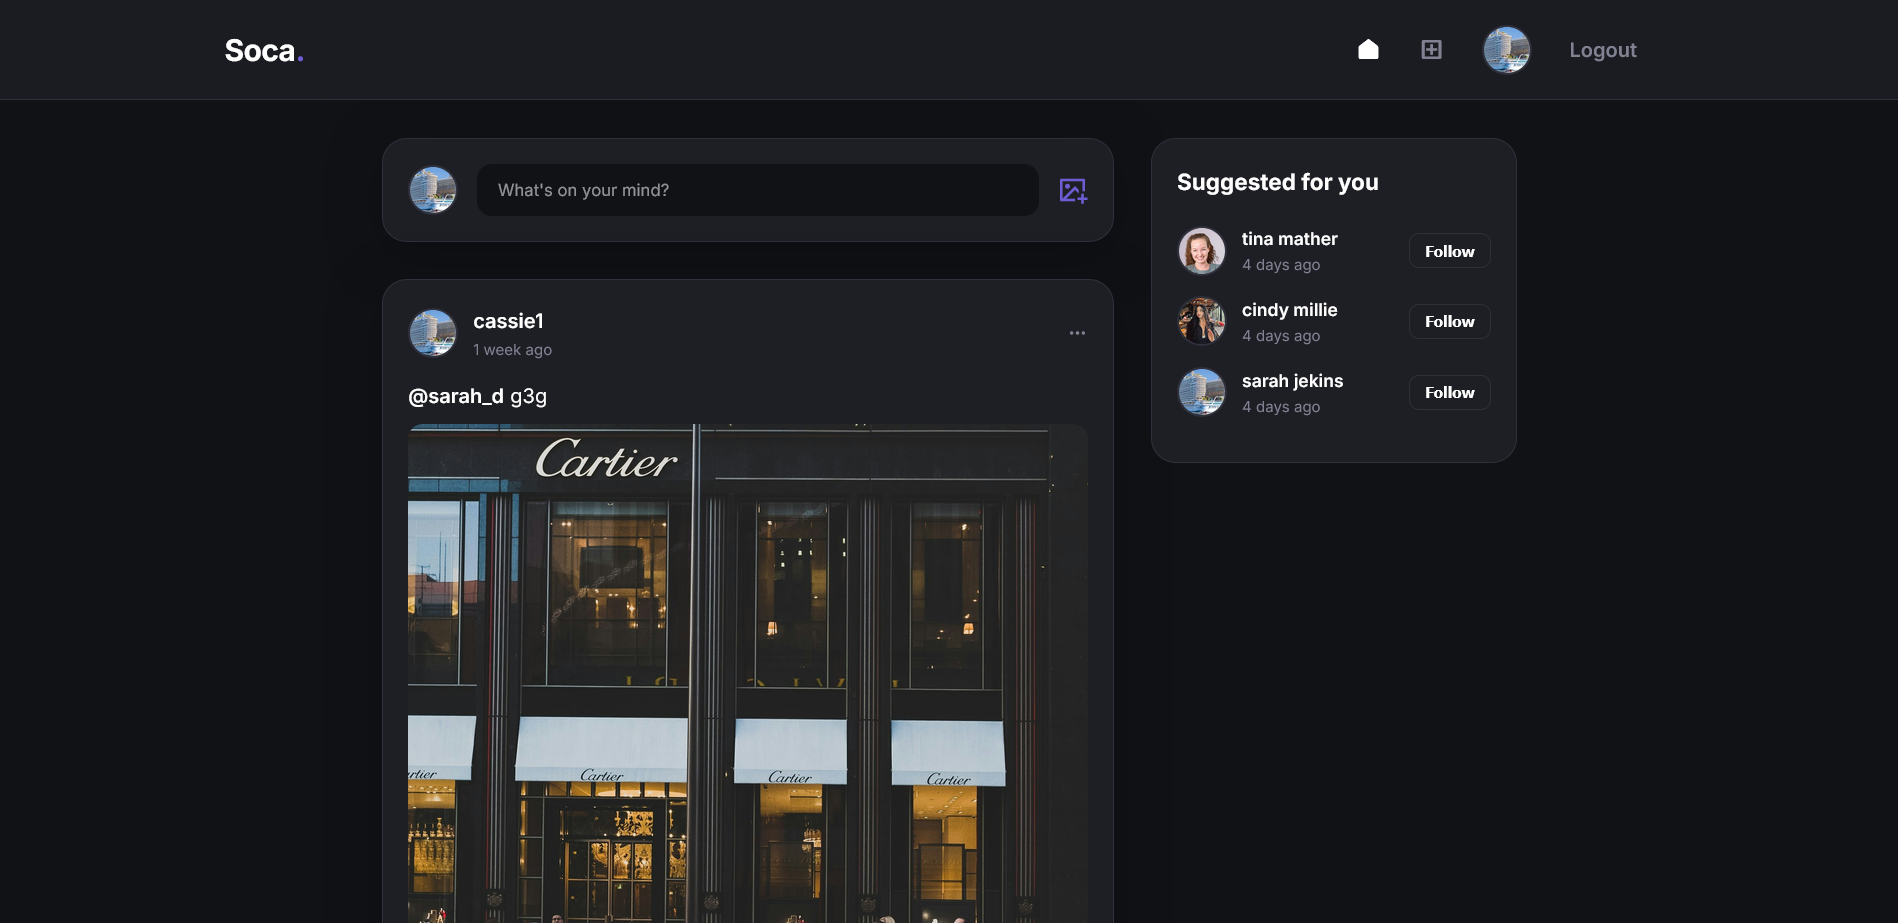 Soca.
Logout
What's on your mind?
cassie1
1 week ago
@sarah_d g3g
Cartier
Cartier
Cartier
Cartier
Suggested for you
tina mather
4 days ago
Follow
cindy millie
4 days ago
Follow
sarah jekins
4 days ago
Follow